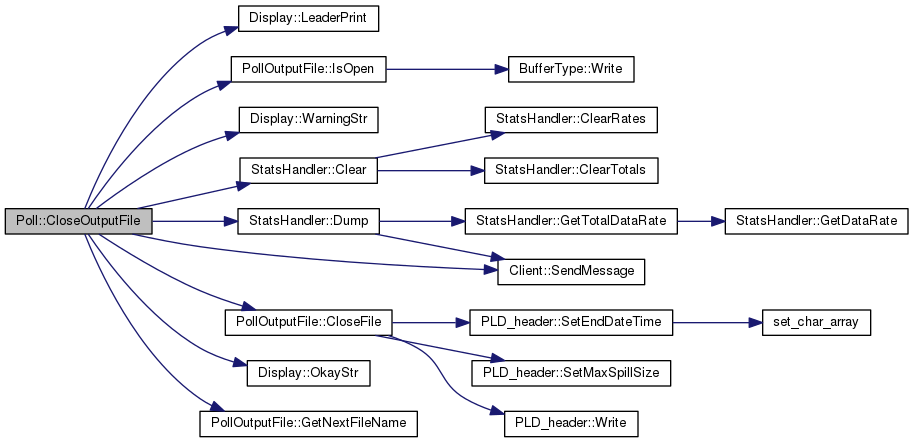 Display::LeaderPrint
PollOutputFile::IsOpen
BufferType::Write
Display::WarningStr
StatsHandler::ClearRates
StatsHandler::Clear
StatsHandler::ClearTotals
Poll::CloseOutputFile
StatsHandler::Dump
StatsHandler::GetTotalDataRate
StatsHandler::GetDataRate
Client::SendMessage
PollOutputFile::CloseFile
PLD_header::SetEndDateTime
set_char_array
Display::OkayStr
PLD_header::SetMaxSpillSize
PollOutputFile::GetNextFileName
PLD_header::Write